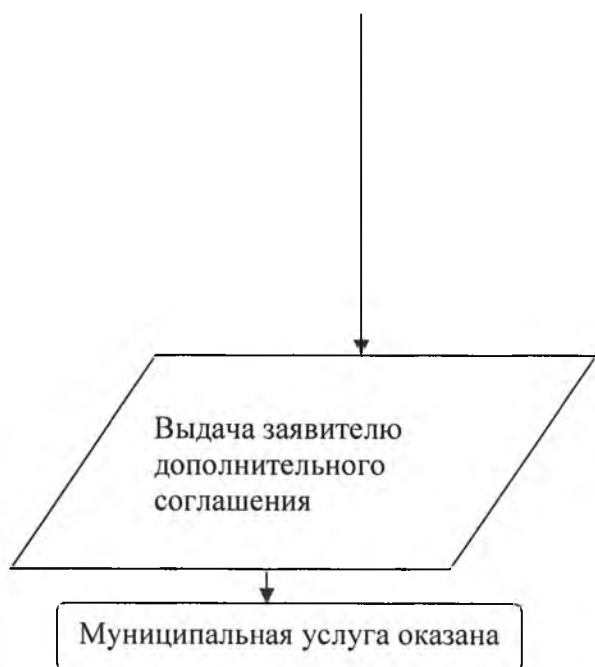 Выдача заявителю
дополнительного
соглашения
Муниципальная услуга оказана